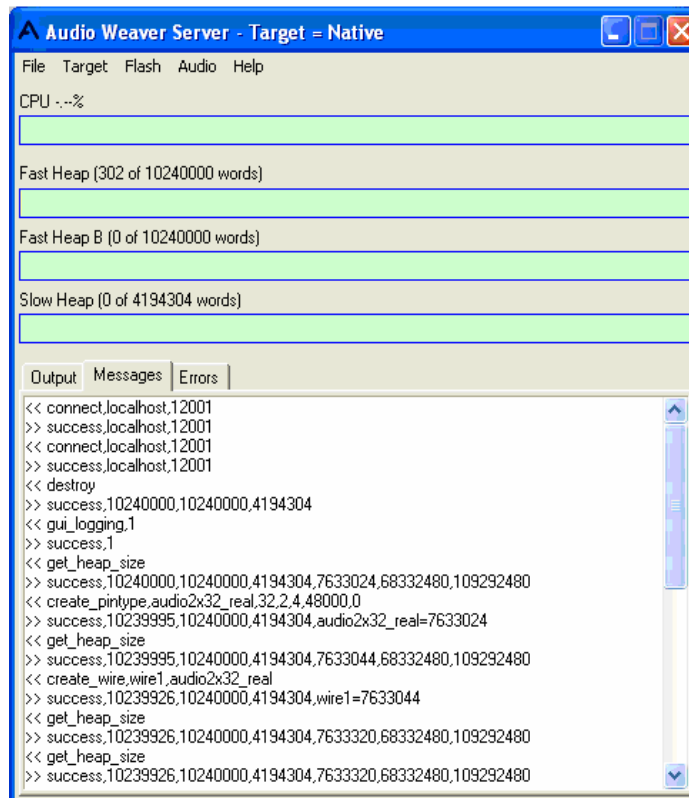 Audio Weaver Server - Target = Native
File Target Flash Audio Help
CPU -.--%
Fast Heap (302 of 10240000 words)
Fast Heap B (0 of 10240000 words)
Slow Heap (0 of 4194304 words)
Output Messages Errors
<< connect,localhost,12001
>> success,localhost,12001
<< connect,localhost,12001
>> success,localhost,12001
<< destroy
>> success,10240000,10240000,4194304
<< gui_logging,1
>> success,1
<< get_heap_size
>> success,10240000,10240000,4194304,7633024,68332480,109292480
<< create_pintype,audio2x32_real,32,2,4,48000,0
>> success,10239995,10240000,4194304,audio2x32_real=7633024
<< get_heap_size
>> success,10239995,10240000,4194304,7633044,68332480,109292480
<< create_wire,wire1,audio2x32_real
>> success,10239926,10240000,4194304,wire1=7633044
<< get_heap_size
>> success,10239926,10240000,4194304,7633320,68332480,109292480
<< get_heap_size
>> success,10239926,10240000,4194304,7633320,68332480,109292480